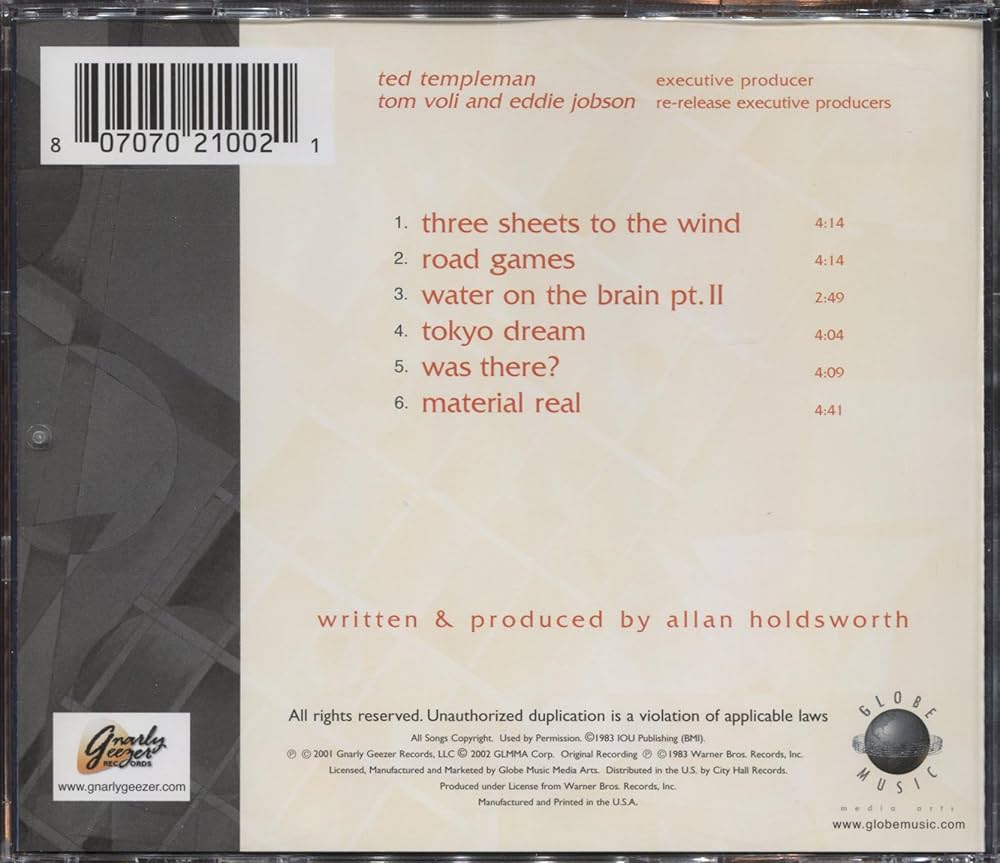 8 07070 21002 1
ted templeman executive producer
tom voli and eddie jobson re-release executive producers
1. three sheets to the wind 4:14
2. road games 4:14
3. water on the brain pt. II 2:49
4. tokyo dream 4:04
5. was there? 4:09
6. material real 4:41
written & produced by allan holdsworth
All rights reserved. Unauthorized duplication is a violation of applicable laws
All Songs Copyright. Used by Permission. ©1983 IOU Publishing (BMI).
℗ © 2001 Gnarly Geezer Records, LLC © 2002 GLMMA Corp. Original Recording ℗ ©1983 Warner Bros. Records, Inc.
Licensed, Manufactured and Marketed by Globe Music Media Arts. Distributed in the U.S. by City Hall Records.
Produced under License from Warner Bros. Records, Inc.
Manufactured and Printed in the U.S.A.
Gnarly
Geezer
RECORDS
www.gnarlygeezer.com
GLOBE
MUSIC
media arts
www.globemusic.com